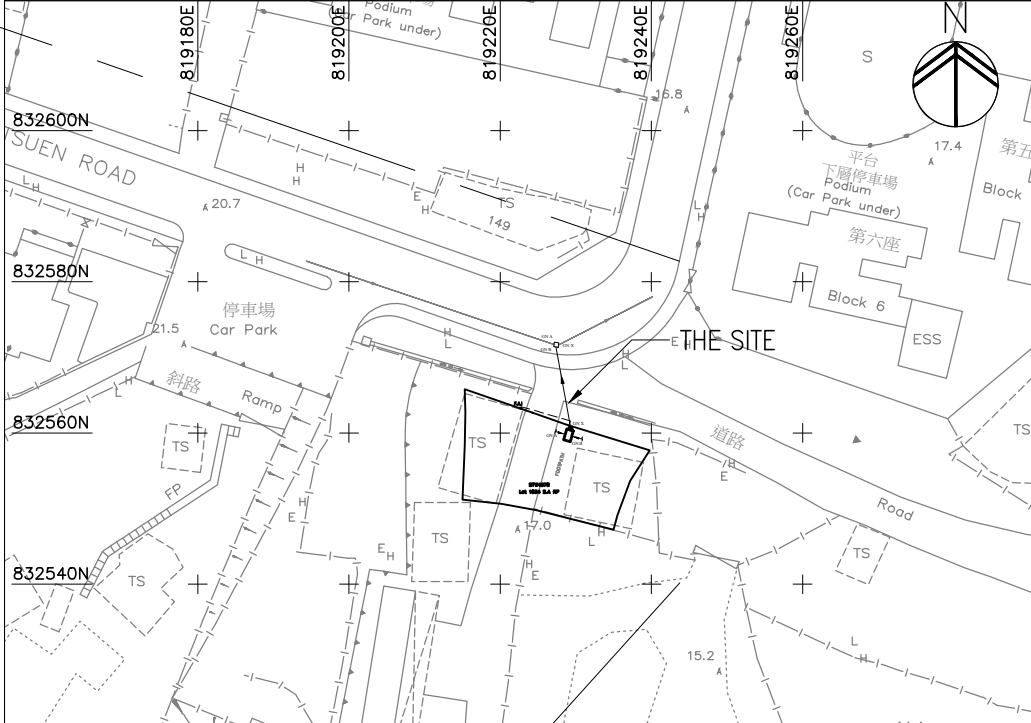 Podium
(Car Park under)
819180E
819200E
819220E
819240E
819260E
N
S
16.8
832600N
SUEN ROAD
17.4
平台
下層停車場
Podium
(Car Park under)
第五
Block
L H
H
H
E H
TS
149
L H
20.7
第六座
832580N
L H
停車場
Car Park
Block 6
21.5
H
L
THE SITE
E H
L
ESS
斜路
Ramp
L H
832560N
TS
TS
道路
TS
E
H
FP
TS
FOOTPATH
H
E
Road
17.0
L H
E H
TS
H
E
TS
832540N
TS
15.2
L
H